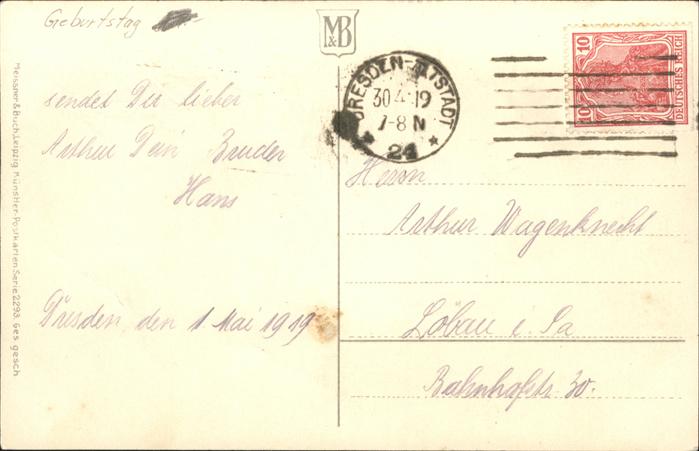 Geburtstag
sendet Dir lieber
Arthur Dein Bruder
Hans
Dresden, den 1 Mai 1919
Meissner & Buch, Leipzig Künstler-Postkarten Serie 2293. Ges. gesch
M&B
DRESDEN-ALTSTADT
30 4 19
7-8 N
* 24 *
10 10
DEUTSCHES REICH
Herrn
Arthur Wagenknecht
Löbau i. Sa
Bahnhofstr. 30.